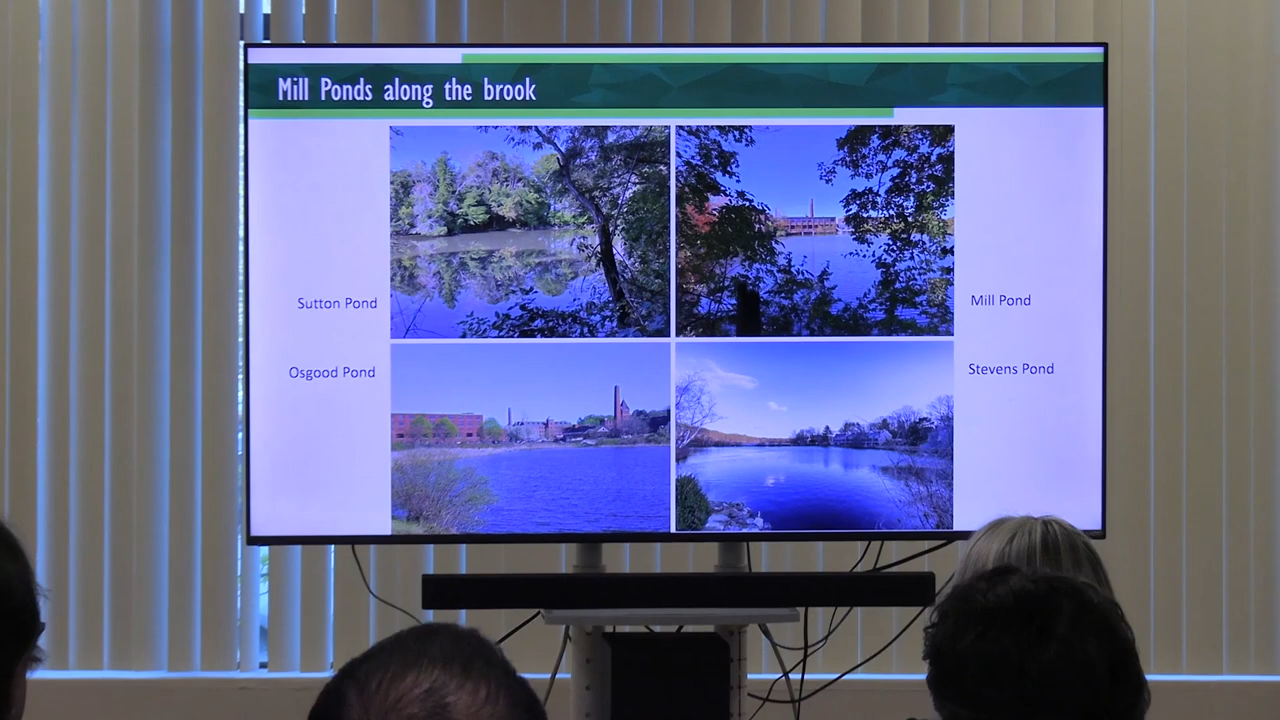 Mill Ponds along the brook
Sutton Pond
Mill Pond
Osgood Pond
Stevens Pond